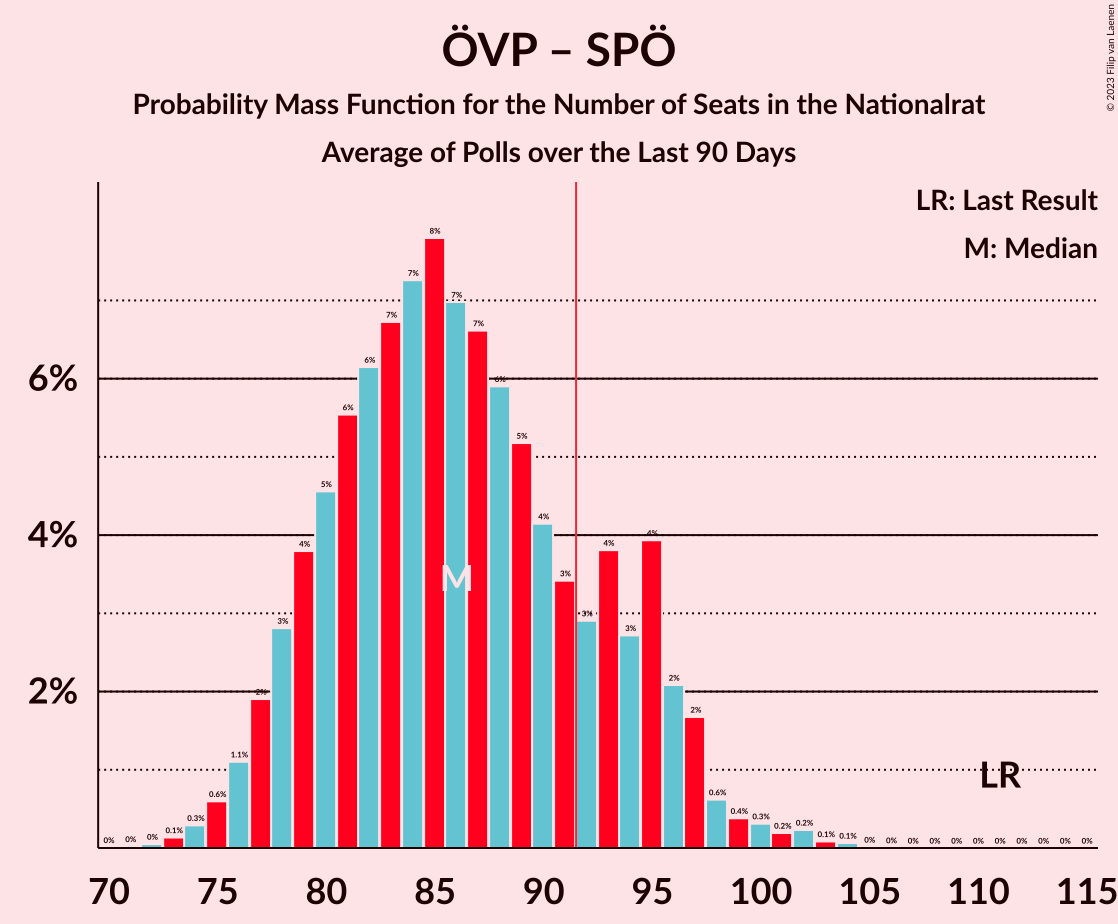 ÖVP – SPÖ
Probability Mass Function for the Number of Seats in the Nationalrat
Average of Polls over the Last 90 Days
© 2023 Filip van Laenen
LR: Last Result
M: Median
6%
4%
2%
0% 0% 0% 0.1% 0.3% 0.6% 1.1% 2% 3% 4% 5% 6% 6% 7% 7% 8% 7% 7% 6% 5% 4% 3% 3% 4% 3% 4% 2% 2% 0.6% 0.4% 0.3% 0.2% 0.2% 0.1% 0.1% 0% 0% 0% 0% 0% 0% 0% 0% 0% 0% 0%
M
LR
70 75 80 85 90 95 100 105 110 115